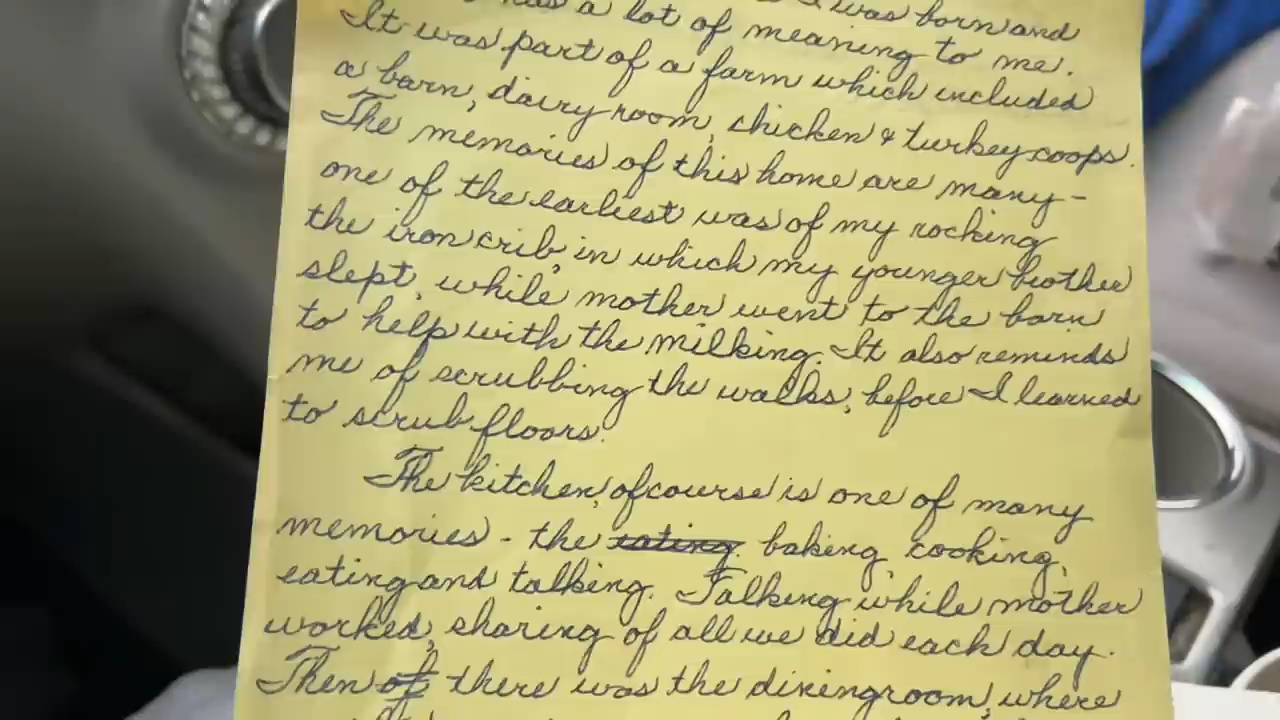 was born and
has a lot of meaning to me.
It was part of a farm which included
a barn, dairy room, chicken & turkey coops.
The memories of this home are many-
one of the earliest was of my rocking
the iron crib, in which my younger brother
slept, while mother went to the barn
to help with the milking. It also reminds
me of scrubbing the walks, before I learned
to scrub floors.
The kitchen, ofcourse is one of many
memories - the eating baking, cooking,
eating and talking. Talking while mother
worked, sharing of all we did each day.
Then of there was the diningroom, where